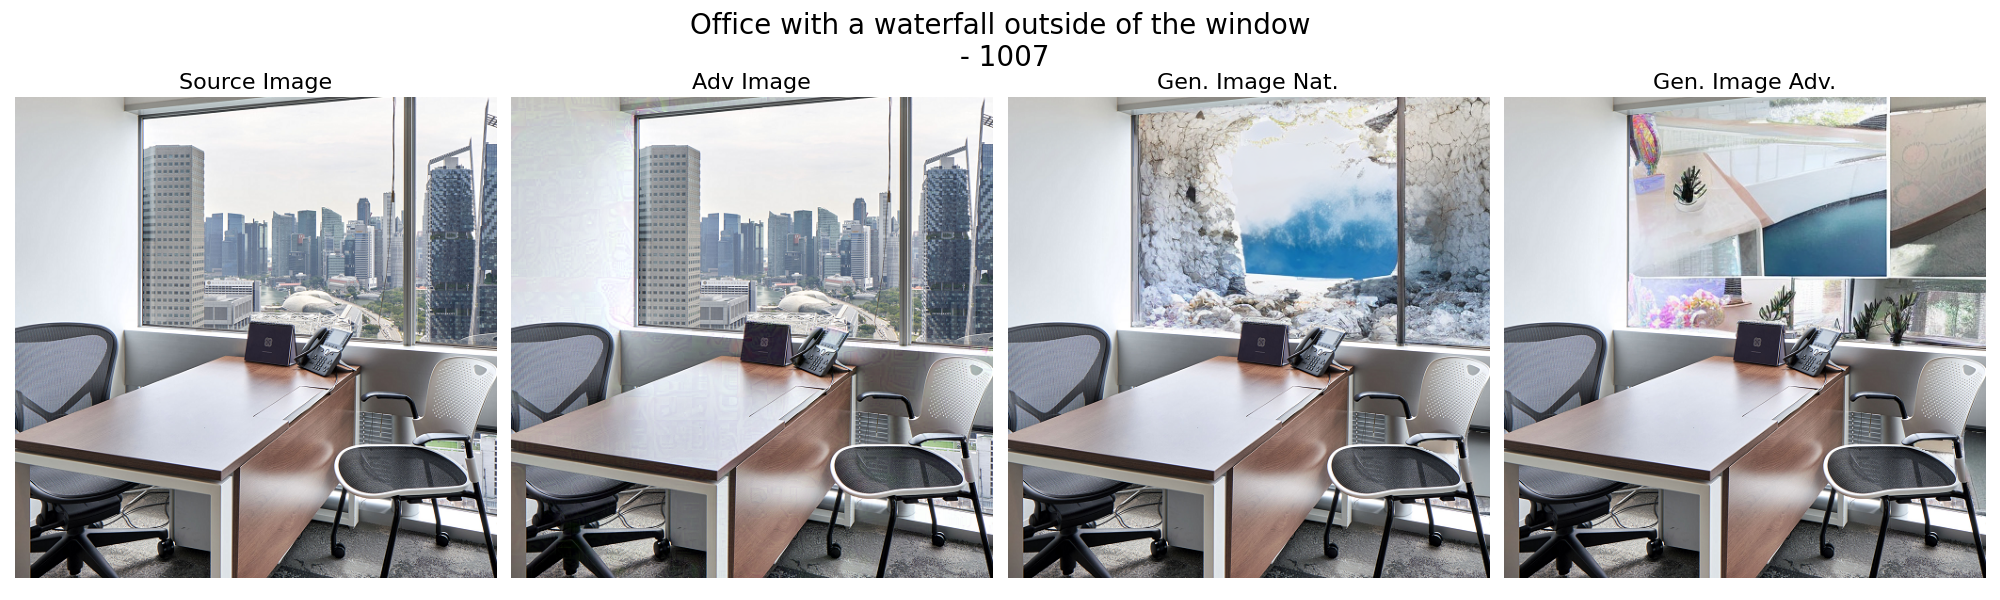 Office with a waterfall outside of the window
- 1007
Source Image
Adv Image
Gen. Image Nat.
Gen. Image Adv.